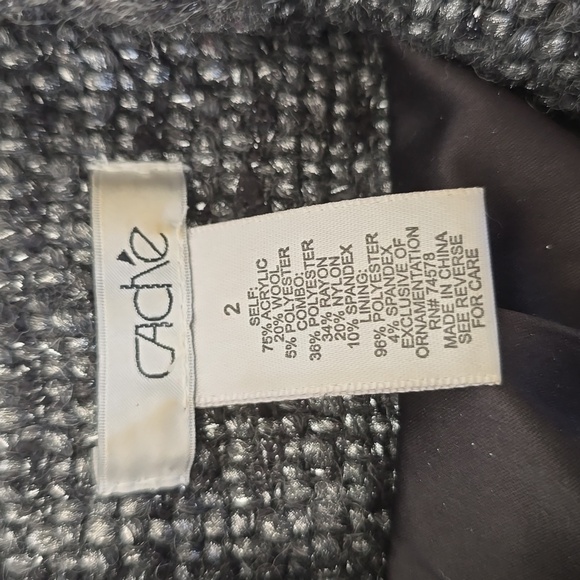 Caché
2
SELF:
75% ACRYLIC
20% WOOL
5% POLYESTER
COMBO:
36% POLYESTER
34% RAYON
20% NYLON
10% SPANDEX
LINING:
96% POLYESTER
4% SPANDEX
EXCLUSIVE OF
ORNAMENTATION
RN# 74578
MADE IN CHINA
SEE REVERSE
FOR CARE